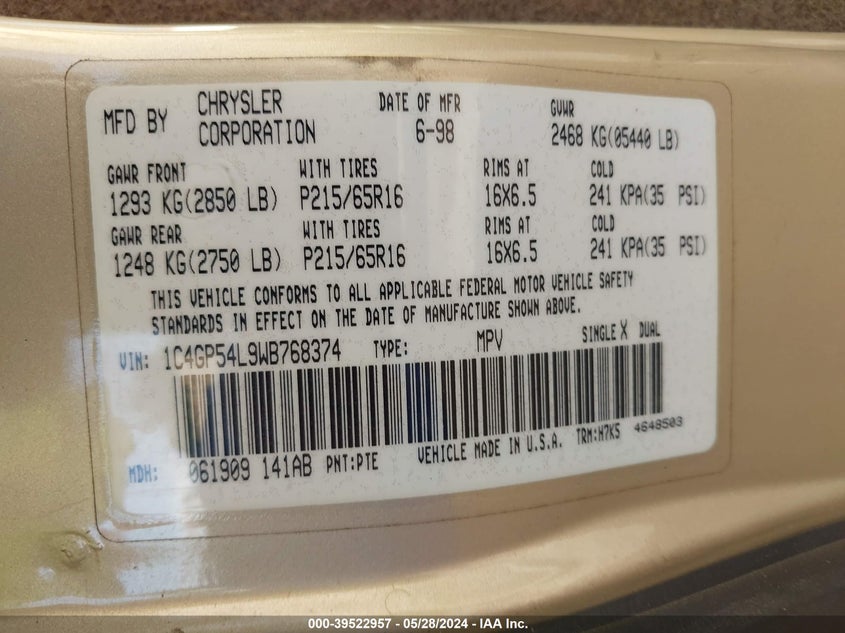 MFD BY CHRYSLER CORPORATION DATE OF MFR 6-98 GVWR 2468 KG(05440 LB)
GAWR FRONT WITH TIRES RIMS AT COLD
1293 KG(2850 LB) P215/65R16 16X6.5 241 KPA(35 PSI)
GAWR REAR WITH TIRES RIMS AT COLD
1248 KG(2750 LB) P215/65R16 16X6.5 241 KPA(35 PSI)
THIS VEHICLE CONFORMS TO ALL APPLICABLE FEDERAL MOTOR VEHICLE SAFETY
STANDARDS IN EFFECT ON THE DATE OF MANUFACTURE SHOWN ABOVE.
VIN: 1C4GP54L9WB768374 TYPE: MPV SINGLE X DUAL
MDH: 061909 141AB PNT:PTE VEHICLE MADE IN U.S.A. TRM:H7K5 4648503
000-39522957 - 05/28/2024 - IAA Inc.